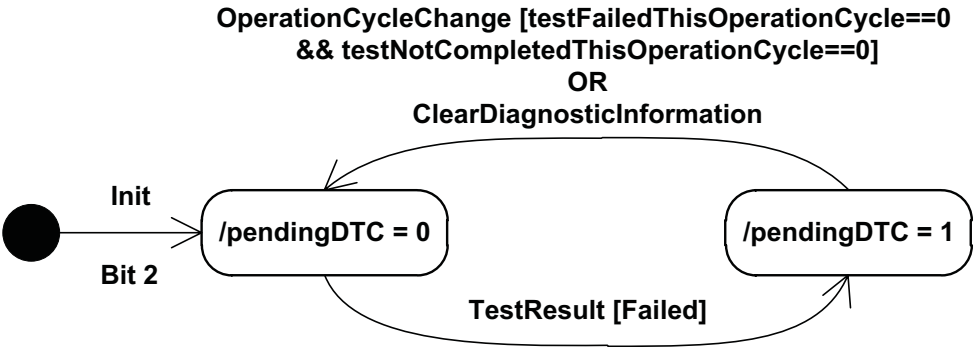 OperationCycleChange [testFailedThisOperationCycle==0
&& testNotCompletedThisOperationCycle==0]
OR
ClearDiagnosticInformation
Init
/pendingDTC = 0
/pendingDTC = 1
Bit 2
TestResult [Failed]